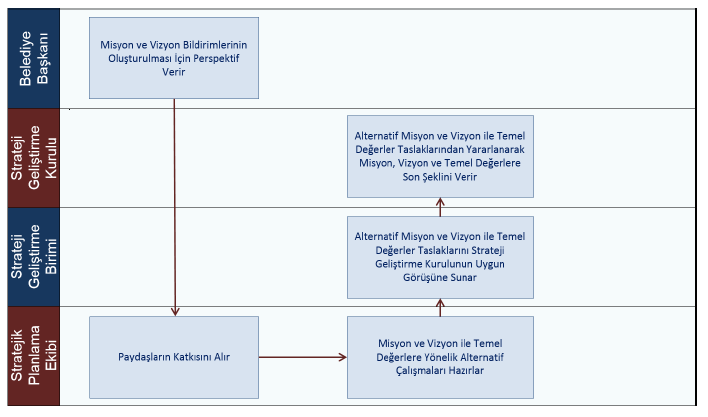 Belediye
Başkanı
Misyon ve Vizyon Bildirimlerinin
Oluşturulması İçin Perspektif
Verir
Strateji
Geliştirme
Kurulu
Alternatif Misyon ve Vizyon ile Temel
Değerler Taslaklarından Yararlanarak
Misyon, Vizyon ve Temel Değerlere
Son Şeklini Verir
Strateji
Geliştirme
Birimi
Alternatif Misyon ve Vizyon ile Temel
Değerler Taslaklarını Strateji
Geliştirme Kurulunun Uygun
Görüşüne Sunar
Stratejik
Planlama
Ekibi
Paydaşların Katkısını Alır
Misyon ve Vizyon ile Temel
Değerlere Yönelik Alternatif
Çalışmaları Hazırlar